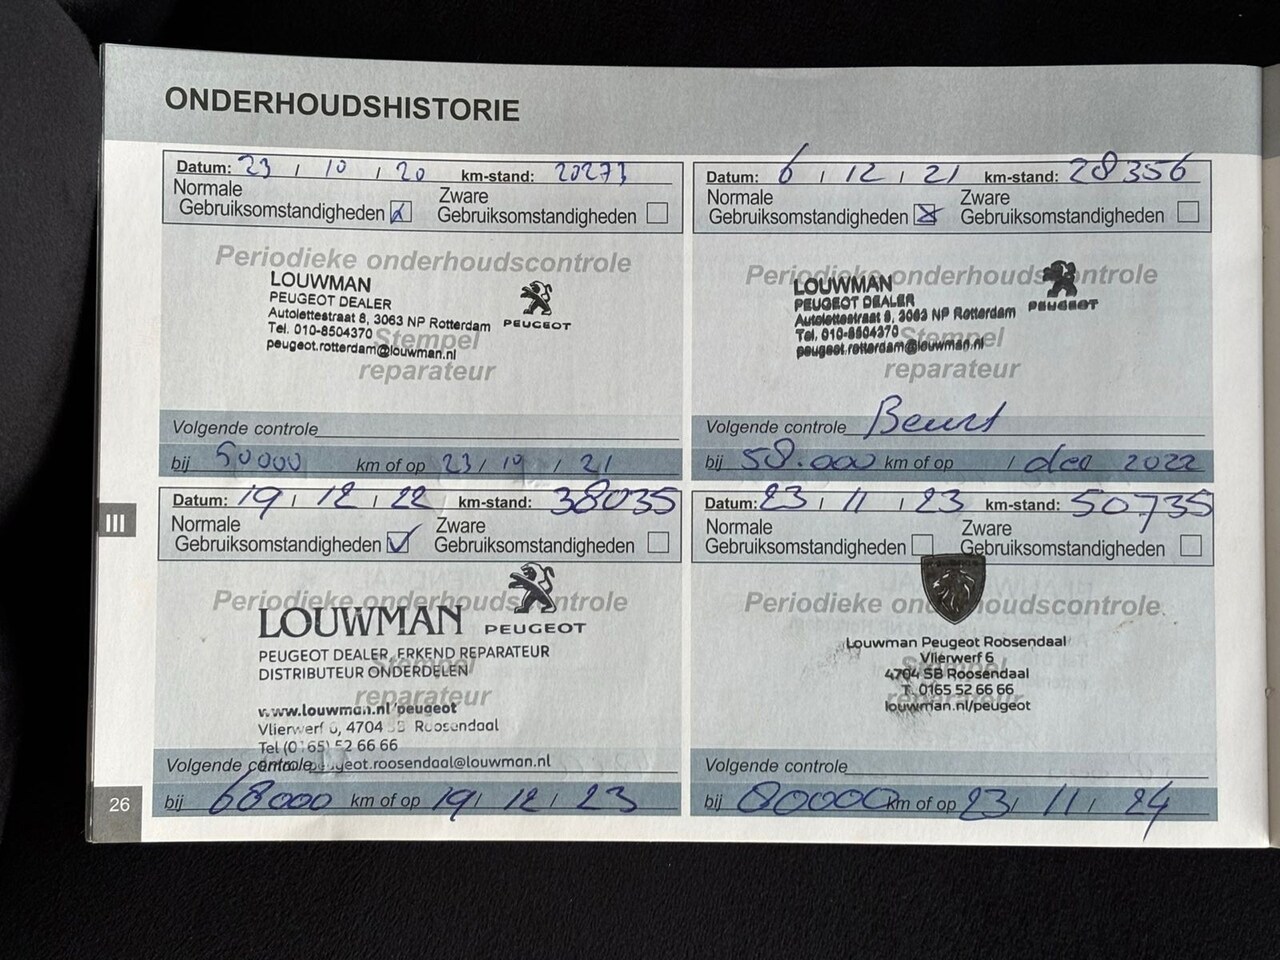 ONDERHOUDSHISTORIE
Datum: 23 / 10 / 20 km-stand: 20273
Normale Gebruiksomstandigheden
Zware Gebruiksomstandigheden
Periodieke onderhoudscontrole
LOUWMAN
PEUGEOT DEALER
Autolettestraat 8, 3063 NP Rotterdam
Tel. 010-8504370
peugeot.rotterdam@louwman.nl
PEUGEOT
Stempel
reparateur
Volgende controle
bij 50000 km of op 23 / 10 / 21
Datum: 6 / 12 / 21 km-stand: 28356
Normale Gebruiksomstandigheden
Zware Gebruiksomstandigheden
Periodieke onderhoudscontrole
LOUWMAN
PEUGEOT DEALER
Autolettestraat 8, 3063 NP Rotterdam
Tel. 010-8504370
peugeot.rotterdam@louwman.nl
PEUGEOT
Stempel
reparateur
Volgende controle Beurt
bij 58.000 km of op / dec 2022
III
Datum: 19 / 12 / 22 km-stand: 38035
Normale Gebruiksomstandigheden
Zware Gebruiksomstandigheden
Periodieke onderhoudscontrole
LOUWMAN
PEUGEOT
PEUGEOT DEALER, ERKEND REPARATEUR
DISTRIBUTEUR ONDERDELEN
Stempel
reparateur
www.louwman.nl/peugeot
Vlierwerf 6, 4704 SB Roosendaal
Tel (0165) 52 66 66
peugeot.roosendaal@louwman.nl
Volgende controle
bij 68000 km of op 19 / 12 / 23
Datum: 23 / 11 / 23 km-stand: 50735
Normale Gebruiksomstandigheden
Zware Gebruiksomstandigheden
Periodieke onderhoudscontrole
Louwman Peugeot Roosendaal
Vlierwerf 6
4704 SB Roosendaal
T. 0165 52 66 66
louwman.nl/peugeot
Stempel
reparateur
Volgende controle
bij 80000 km of op 23 / 11 / 24
26